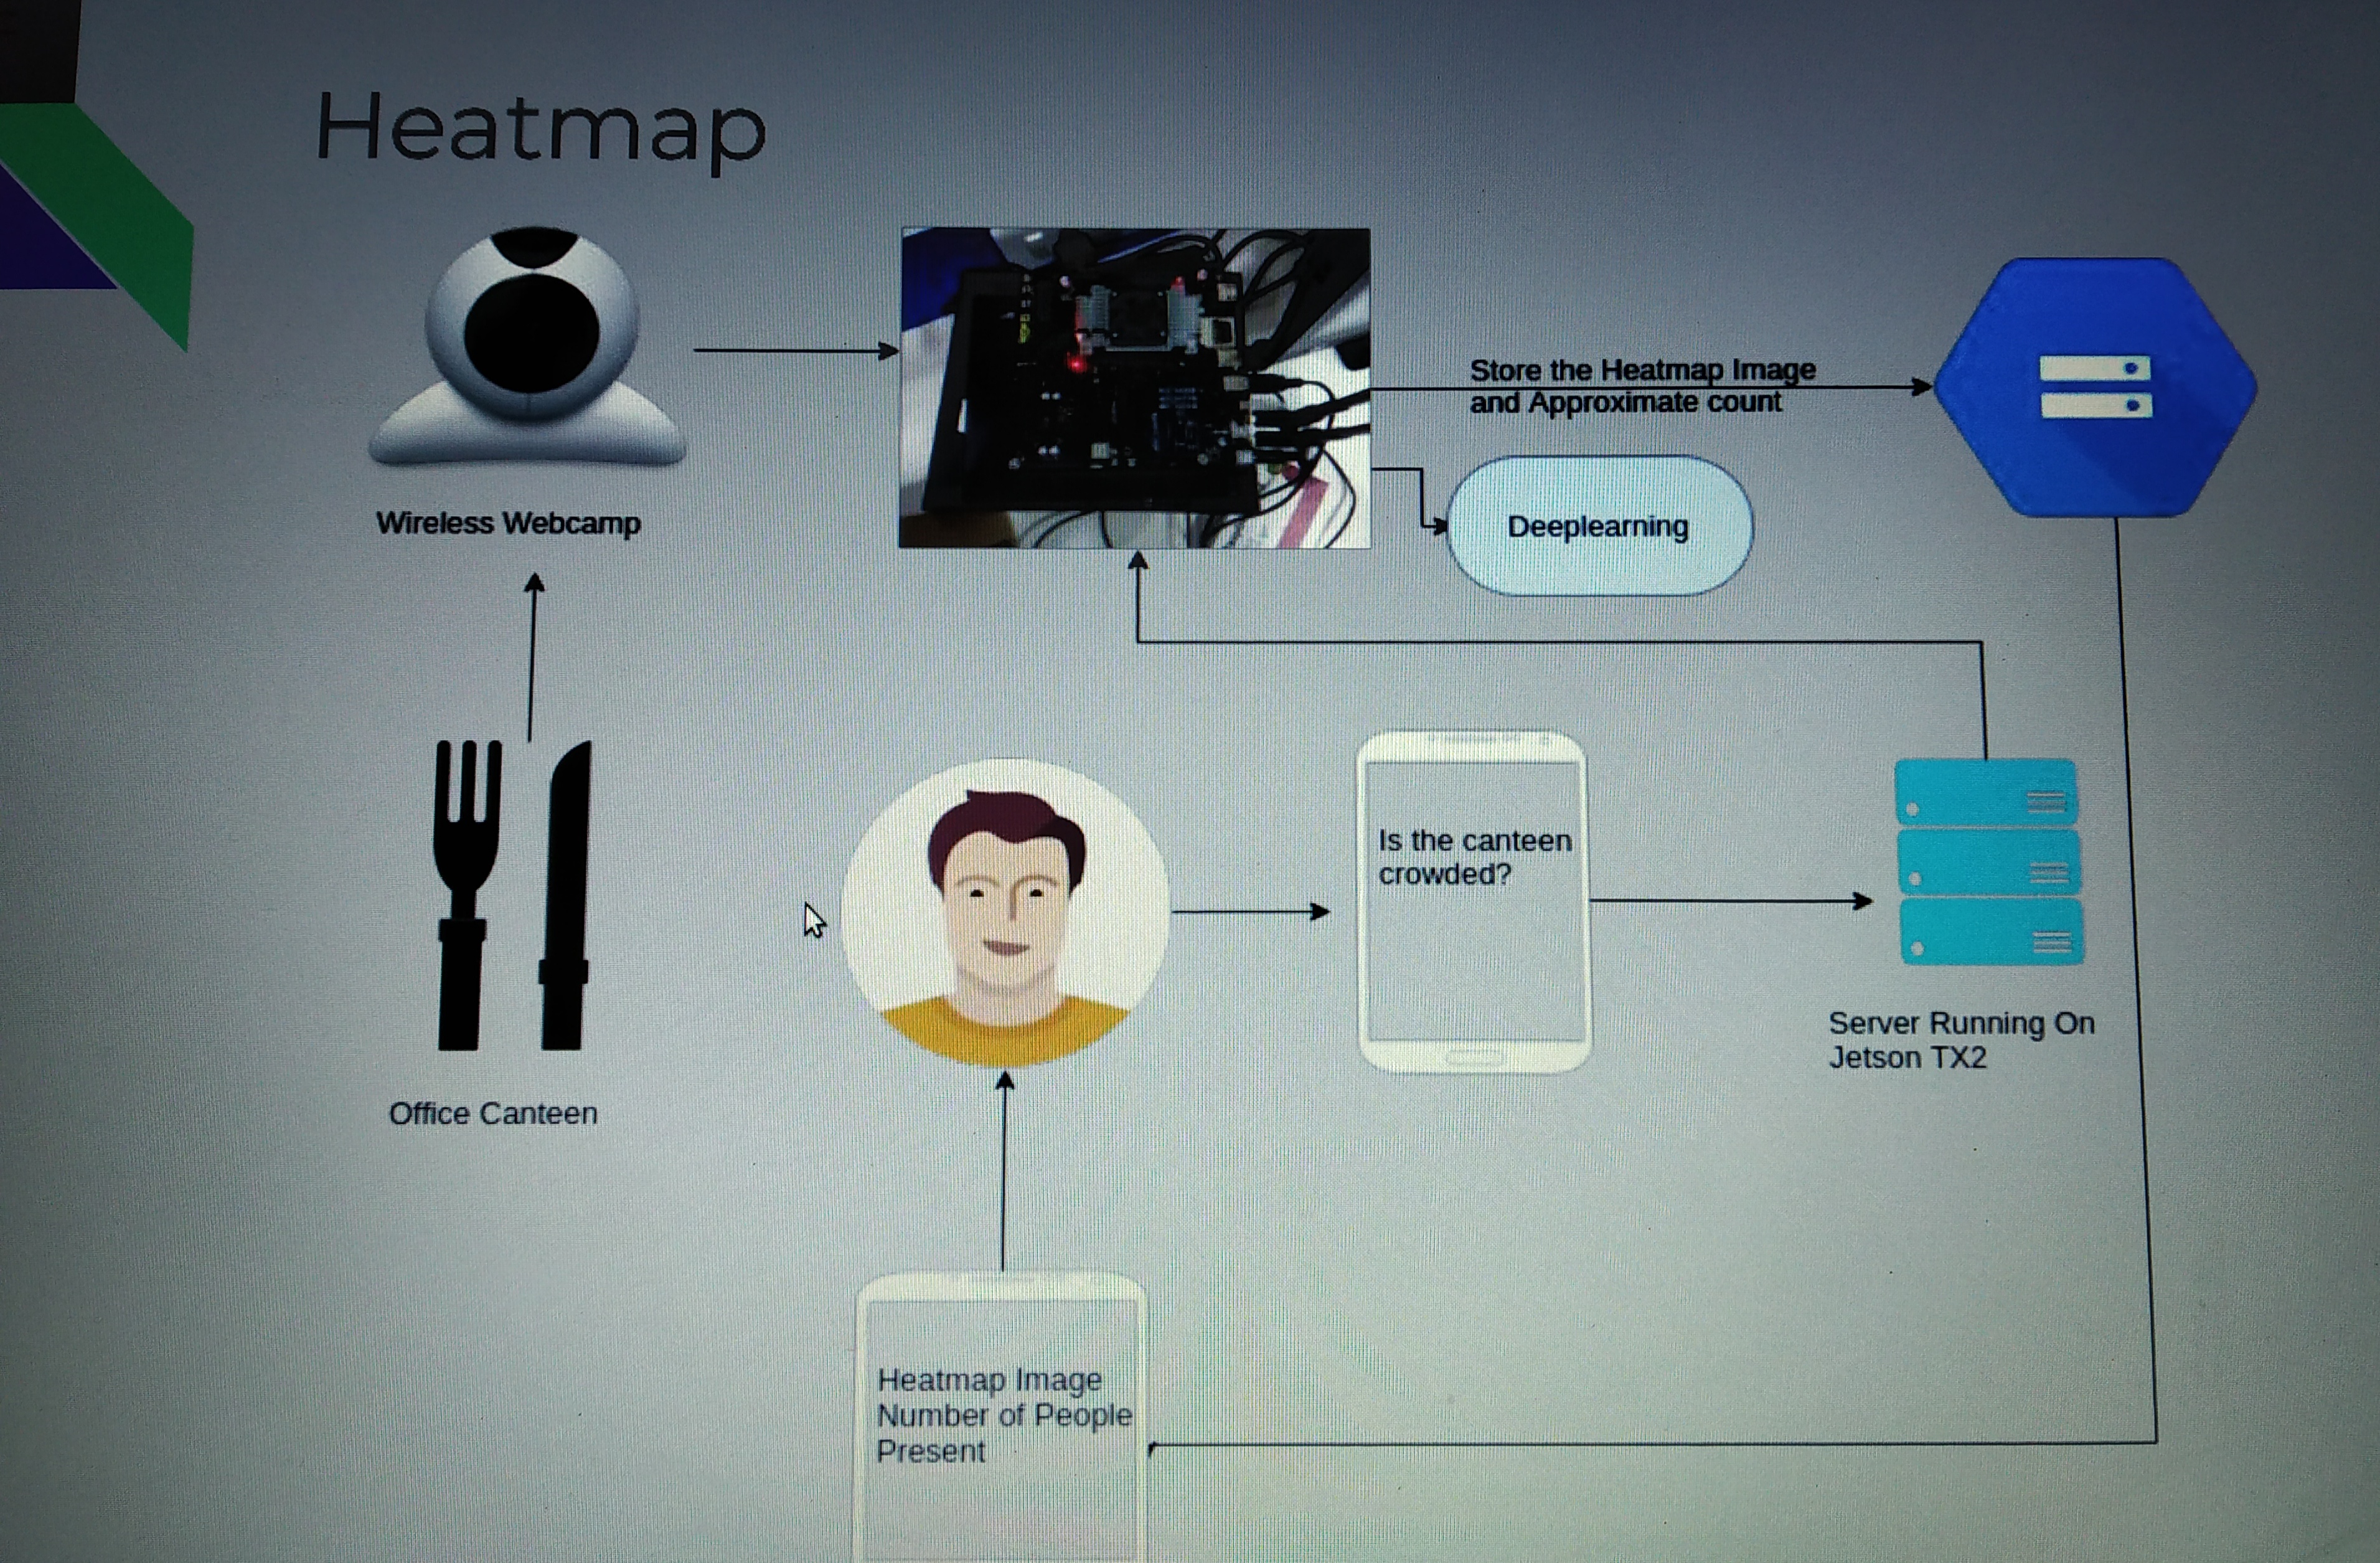 Heatmap
Store the Heatmap Image
and Approximate count
Wireless Webcamp
Deeplearning
Is the canteen
crowded?
Server Running On
Jetson TX2
Office Canteen
Heatmap Image
Number of People
Present